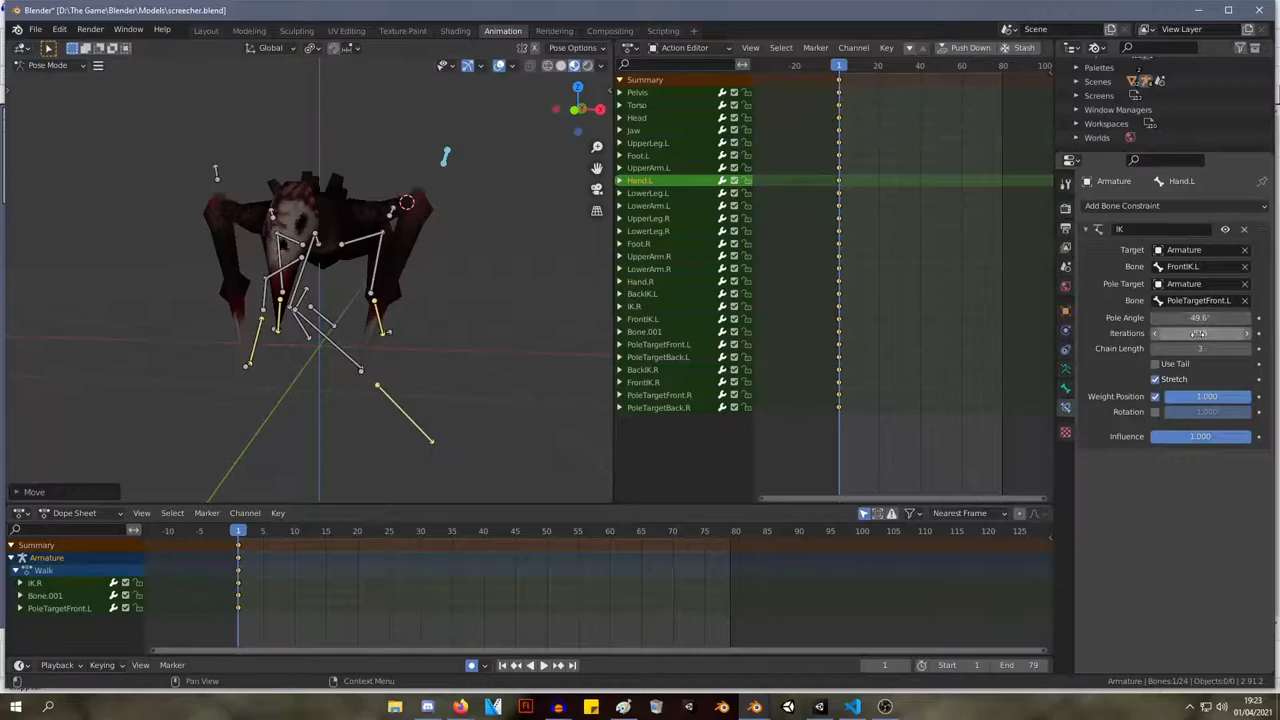 Blender* [D:\The Game\Blender\Models\screecher.blend]
File Edit Render Window Help Layout Modeling Sculpting UV Editing Texture Paint Shading Animation Rendering Compositing Scripting + Scene View Layer
Global Pose Options Action Editor View Select Marker Channel Key Push Down Stash
Pose Mode
-20 1 20 40 60 80 100
Summary
Pelvis
Torso
Head
Jaw
UpperLeg.L
Foot.L
UpperArm.L
Hand.L
LowerLeg.L
LowerArm.L
UpperLeg.R
LowerLeg.R
Foot.R
UpperArm.R
LowerArm.R
Hand.R
BackIK.L
IK.R
FrontIK.L
Bone.001
PoleTargetFront.L
PoleTargetBack.L
BackIK.R
FrontIK.R
PoleTargetFront.R
PoleTargetBack.R
Palettes
Scenes
Screens
Window Managers
Workspaces
Worlds
Armature Hand.L
Add Bone Constraint
IK
Target Armature
Bone FrontIK.L
Pole Target Armature
Bone PoleTargetFront.L
Pole Angle 49.6°
Iterations
Chain Length 3
Use Tail
Stretch
Weight Position 1.000
Rotation 1.000
Influence 1.000
Move
Dope Sheet View Select Marker Channel Key Nearest Frame
-10 -5 1 5 10 15 20 25 30 35 40 45 50 55 60 65 70 75 80 85 90 95 100 105 110 115 120 125
Summary
Armature
Walk
IK.R
Bone.001
PoleTargetFront.L
Playback Keying View Marker 1 Start 1 End 79
Pan View Context Menu Armature | Bones:1/24 | Objects:0/0 | 2.91.2
19:23
01/04/2021